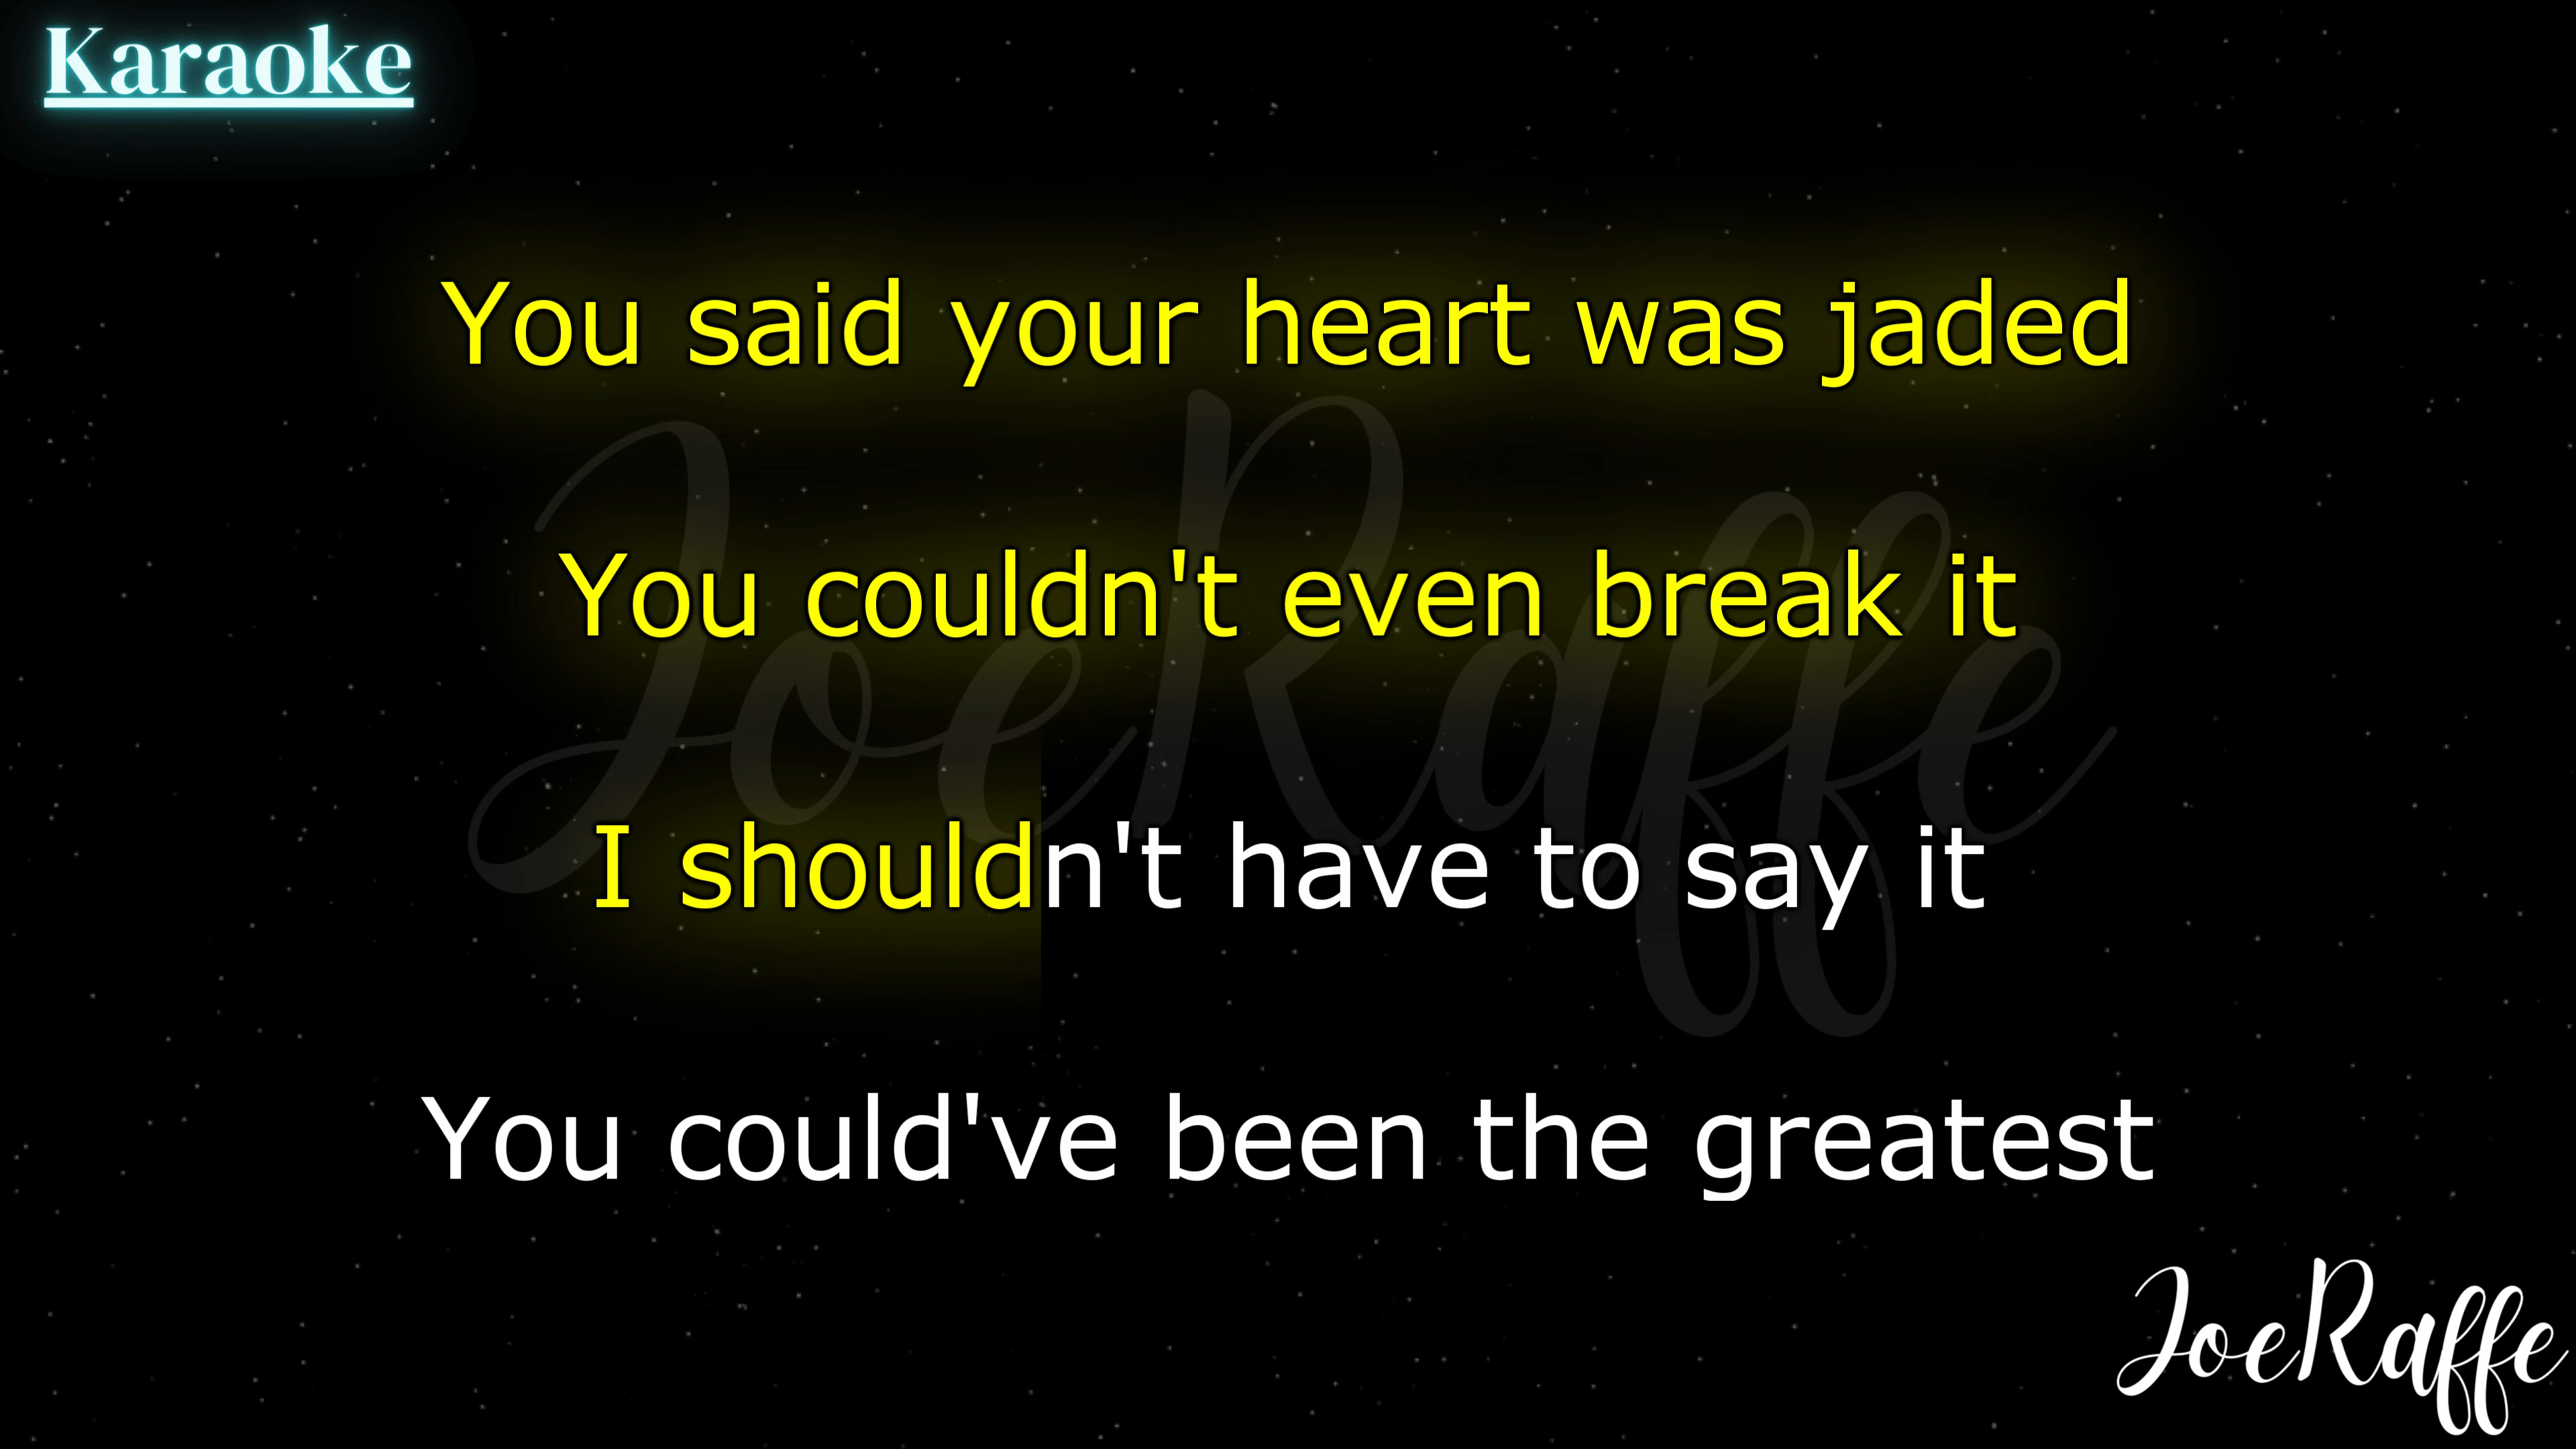 Karaoke
You said your heart was jaded
You couldn't even break it
I shouldn't have to say it
You could've been the greatest
JoeRaffe
JoeRaffe